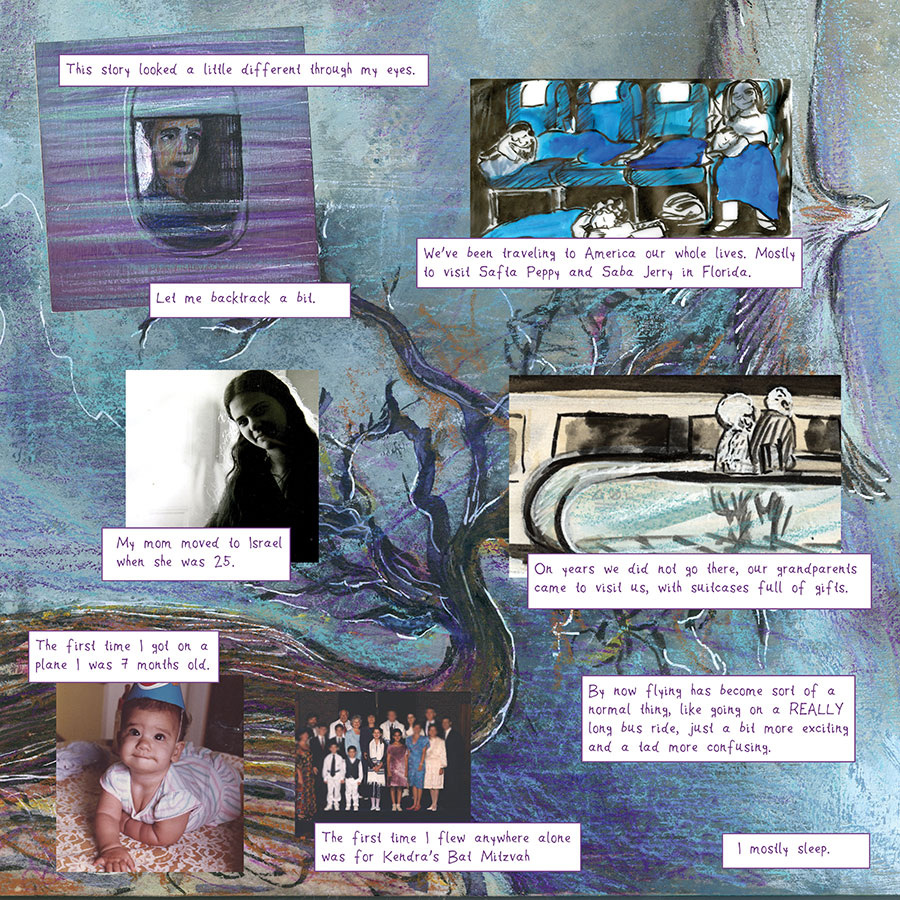 This story looked a little different through my eyes.
Let me backtrack a bit.
My mom moved to Israel
when she was 25.
The first time I got on a
plane I was 7 months old.
The first time I flew anywhere alone
was for Kendra's Bat Mitzvah
We've been traveling to America our whole lives. Mostly
to visit Safta Peppy and Saba Jerry in Florida.
On years we did not go there, our grandparents
came to visit us, with suitcases full of gifts.
By now flying has become sort of a
normal thing, like going on a REALLY
long bus ride, just a bit more exciting
and a tad more confusing.
I mostly sleep.